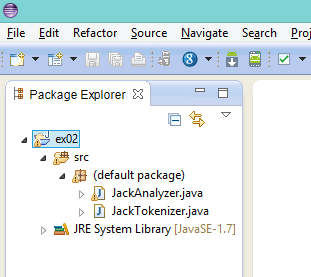 File Edit Refactor Source Navigate Search
Package Explorer
ex02
src
(default package)
JackAnalyzer.java
JackTokenizer.java
JRE System Library [JavaSE-1.7]